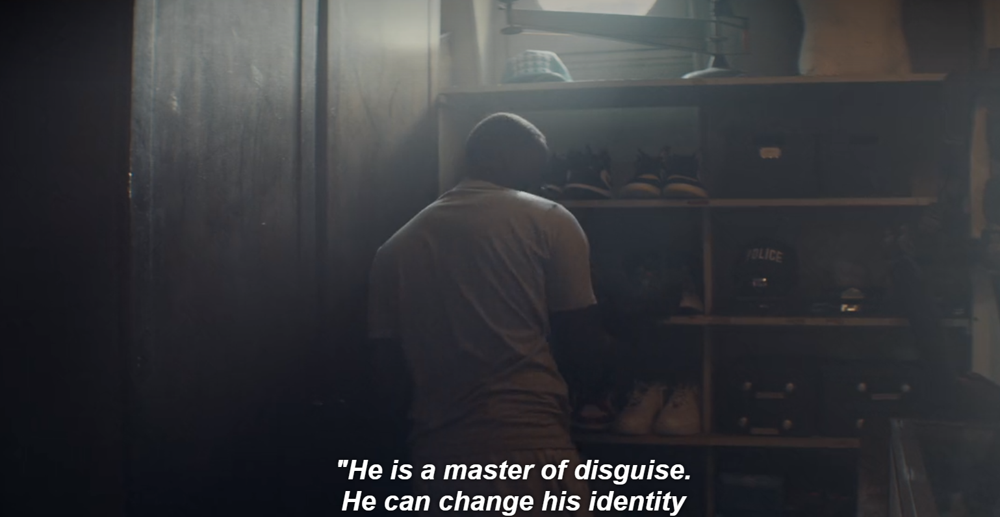 POLICE
"He is a master of disguise.
He can change his identity